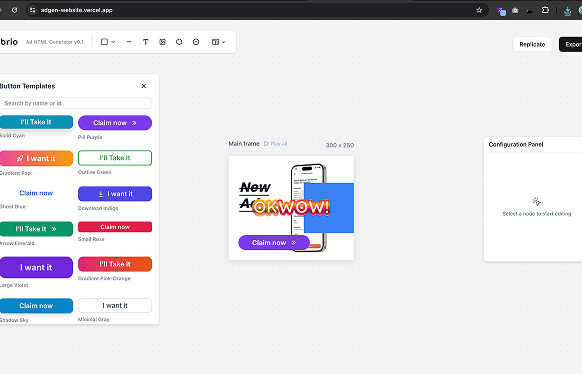 adgen-website.vercel.app
brio
Ad HTML Generator v0.1
T
Replicate
Expor
Button Templates
Search by name or id
I'll Take It
Solid Cyan
Claim now »
Pill Purple
I want it
Gradient Pop
I'll Take It
Outline Green
Claim now
Ghost Blue
I want it
Download Indigo
I'll Take It »
Arrow Emerald
Claim now
Small Rose
I want it
Large Violet
I'll Take It
Gradient Pink-Orange
Claim now
Shadow Sky
I want it
Minimal Gray
Main frame
Play all
300 x 250
New
OKWOW!
Claim now »
Configuration Panel
Select a node to start editing